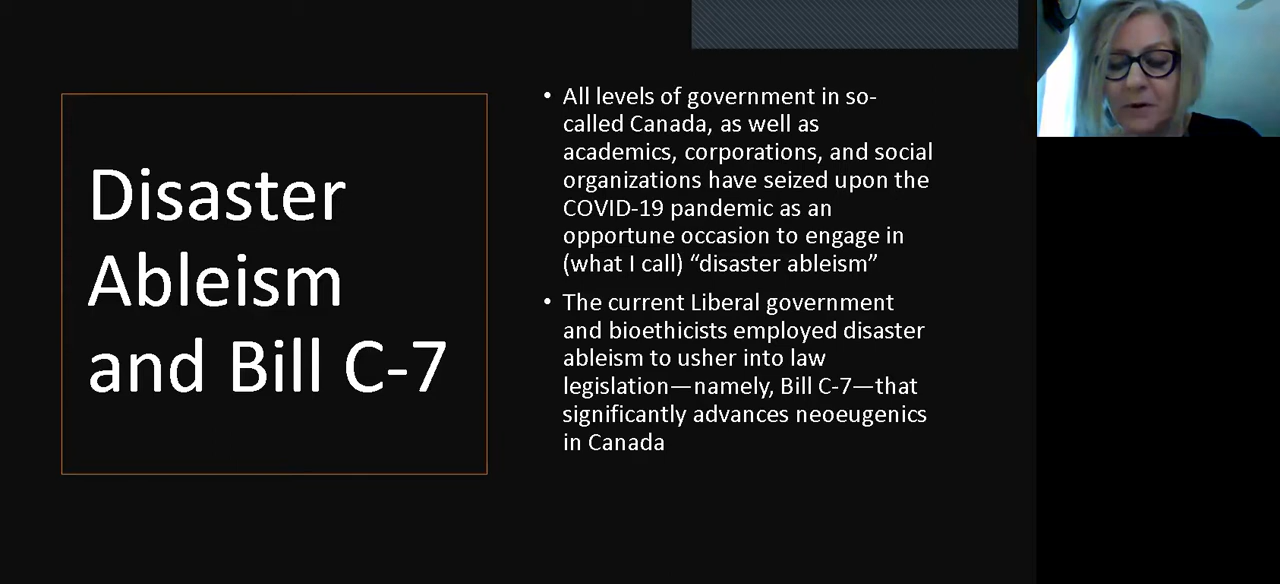 Disaster
Ableism
and Bill C-7
• All levels of government in so-
called Canada, as well as
academics, corporations, and social
organizations have seized upon the
COVID-19 pandemic as an
opportune occasion to engage in
(what I call) “disaster ableism”
• The current Liberal government
and bioethicists employed disaster
ableism to usher into law
legislation—namely, Bill C-7—that
significantly advances neoeugenics
in Canada